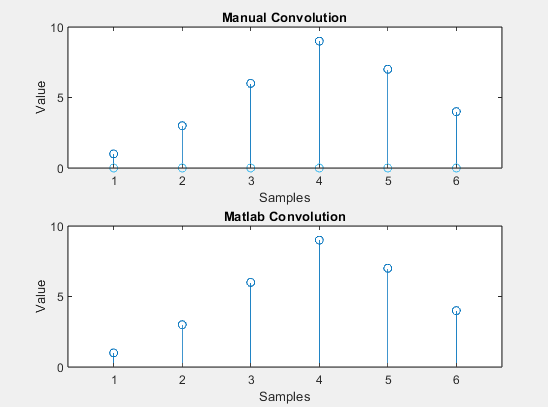 Manual Convolution
10
5
0
Value
1 2 3 4 5 6
Samples
Matlab Convolution
10
5
0
Value
1 2 3 4 5 6
Samples